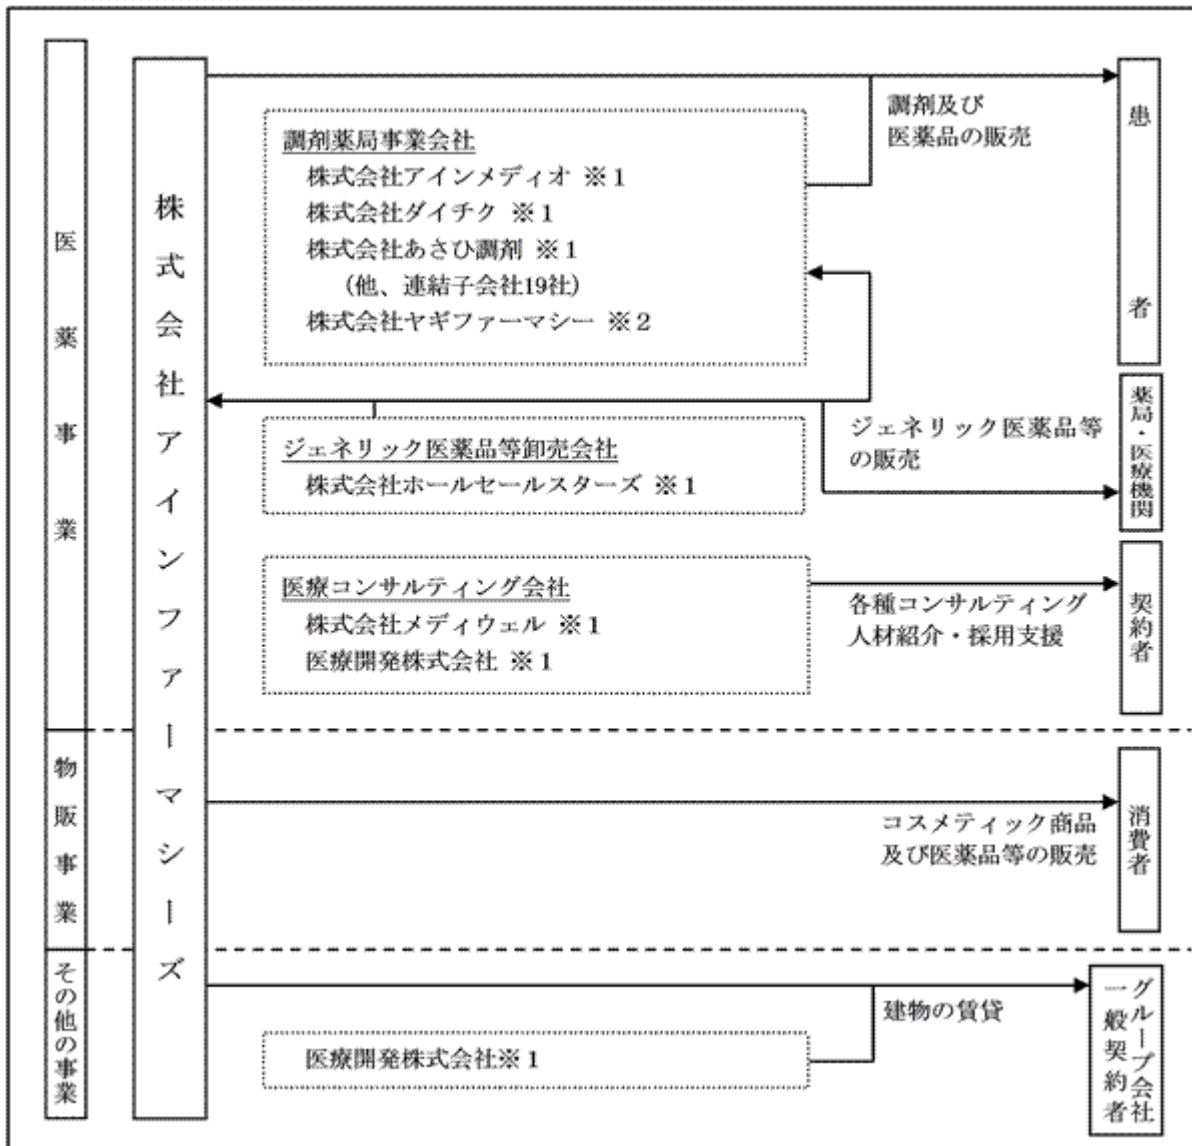 医薬事業
株式会社アインファーマシーズ
調剤薬局事業会社
株式会社アインメディオ ※1
株式会社ダイチク ※1
株式会社あさひ調剤 ※1
(他、連結子会社19社)
株式会社ヤギファーマシー ※2
調剤及び
医薬品の販売
患者
ジェネリック医薬品等卸売会社
株式会社ホールセールスターズ ※1
ジェネリック医薬品等
の販売
薬局・医療機関
医療コンサルティング会社
株式会社メディウェル ※1
医療開発株式会社 ※1
各種コンサルティング
人材紹介・採用支援
契約者
物販事業
コスメティック商品
及び医薬品等の販売
消費者
その他の事業
医療開発株式会社※1
建物の賃貸
グループ会社
一般契約者